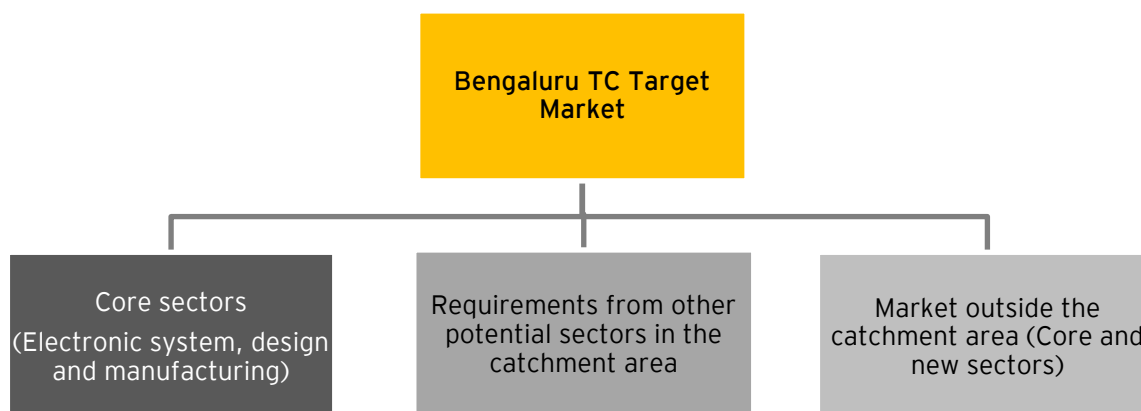 Bengaluru TC Target
Market
Core sectors
(Electronic system, design
and manufacturing)
Requirements from other
potential sectors in the
catchment area
Market outside the
catchment area (Core and
new sectors)